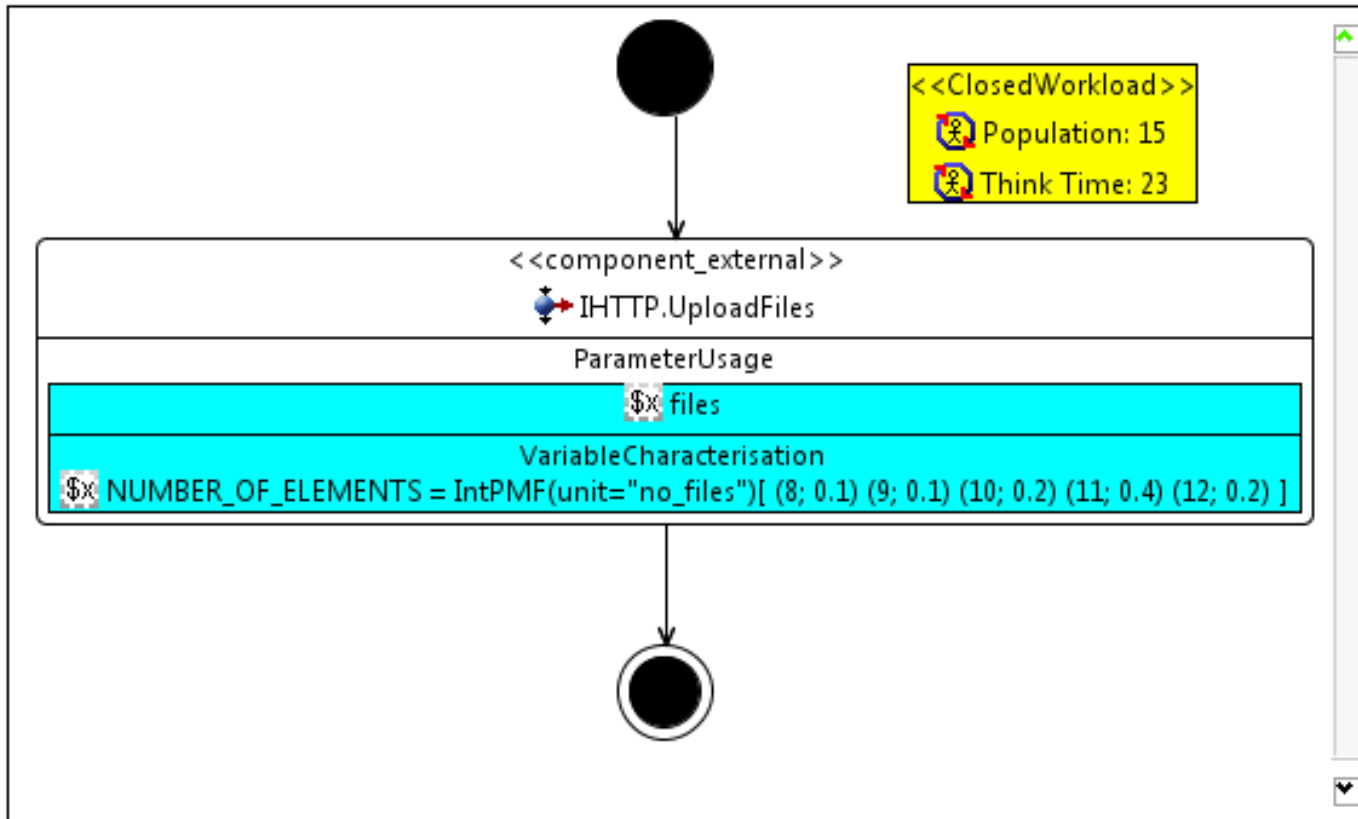 <<ClosedWorkload>>
Population: 15
Think Time: 23
<<component_external>>
IHTTP.UploadFiles
ParameterUsage
$x files
VariableCharacterisation
$x NUMBER_OF_ELEMENTS = IntPMF(unit="no_files")[ (8; 0.1) (9; 0.1) (10; 0.2) (11; 0.4) (12; 0.2) ]